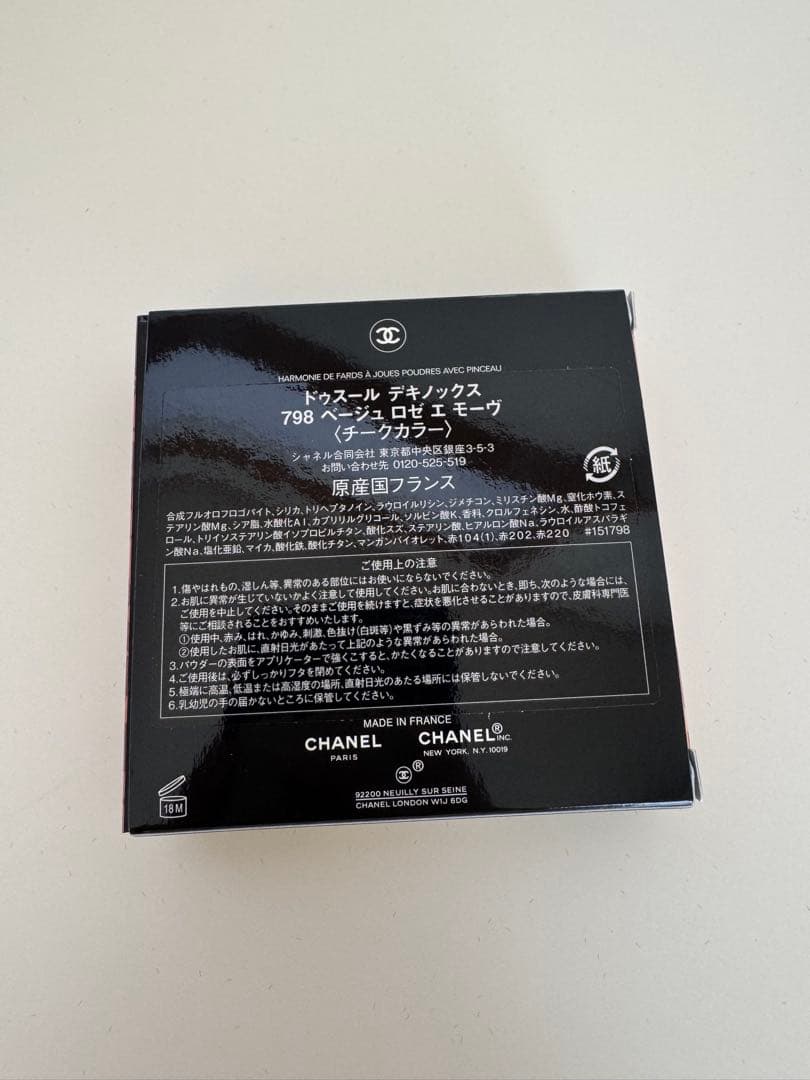 HARMONIE DE FARDS À JOUES POUDRES AVEC PINCEAU
ドゥスール デキノックス
798 ベージュ ロゼ エ モーヴ
〈チークカラー〉
シャネル合同会社 東京都中央区銀座3-5-3
お問い合わせ先 0120-525-519
紙
原産国フランス
合成フルオロフロゴパイト、シリカ、トリヘプタノイン、ラウロイルリシン、ジメチコン、ミリスチン酸Mg、窒化ホウ素、ス
テアリン酸Mg、シア脂、水酸化Al、カプリリルグリコール、ソルビン酸K、香料、クロルフェネシン、水、酢酸トコフェ
ロール、トリイソステアリン酸イソプロピルチタン、酸化スズ、ステアリン酸、ヒアルロン酸Na、ラウロイルアスパラギ
ン酸Na、塩化亜鉛、マイカ、酸化鉄、酸化チタン、マンガンバイオレット、赤104(1)、赤202、赤220 #151798
ご使用上の注意
1.傷やはれもの、湿しん等、異常のある部位にはお使いにならないでください。
2.お肌に異常が生じていないかよく注意して使用してください。お肌に合わないとき、即ち、次のような場合には、
ご使用を中止してください。そのままご使用を続けますと、症状を悪化させることがありますので、皮膚科専門医
等にご相談されることをおすすめいたします。
①使用中、赤み、はれ、かゆみ、刺激、色抜け(白斑等)や黒ずみ等の異常があらわれた場合。
②使用したお肌に、直射日光があたって上記のような異常があらわれた場合。
3.パウダーの表面をアプリケーターで強くこすると、かたくなることがありますので注意してください。
4.ご使用後は、必ずしっかりフタを閉めてください。
5.極端に高温、低温または高湿度の場所、直射日光のあたる場所には保管しないでください。
6.乳幼児の手の届かないところに保管してください。
MADE IN FRANCE
CHANEL CHANEL® INC.
PARIS NEW YORK, N.Y. 10019
®
18M
92200 NEUILLY SUR SEINE
CHANEL LONDON W1J 6DG